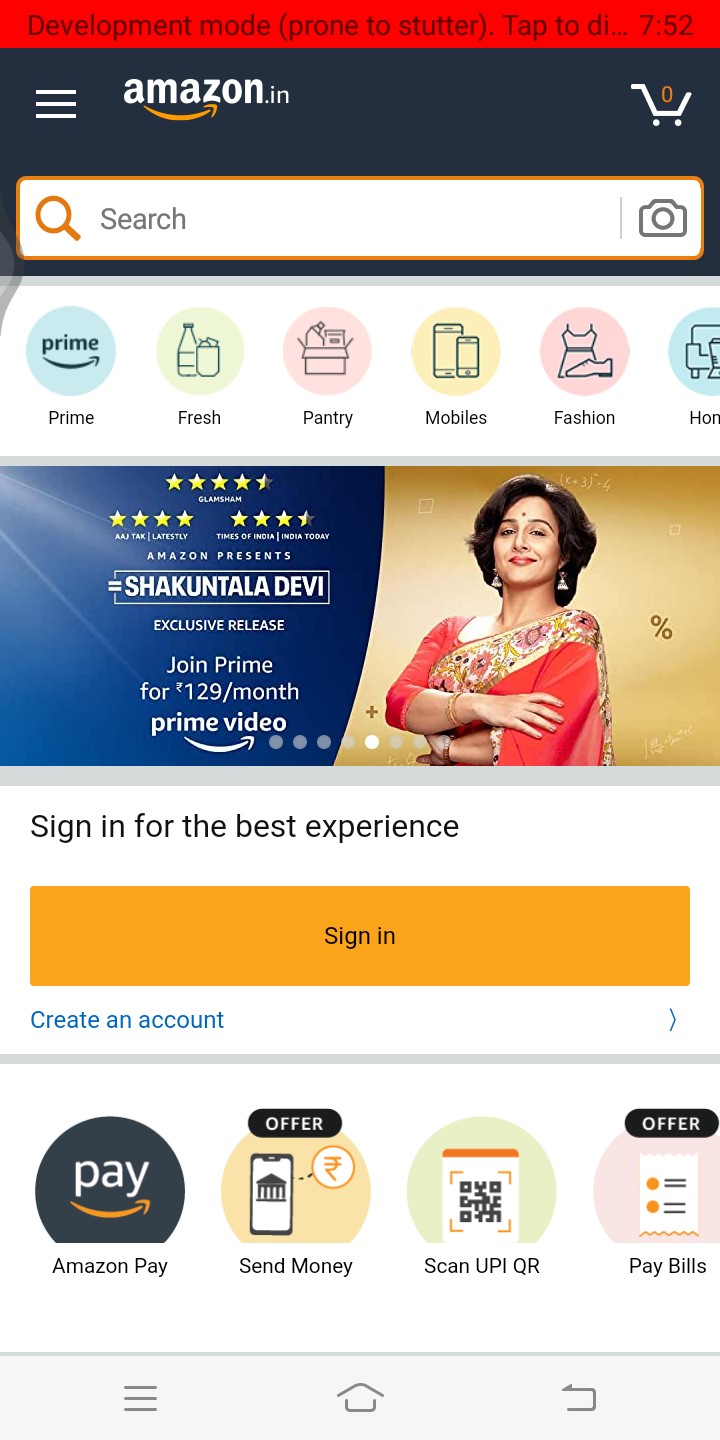 Development mode (prone to stutter). Tap to di... 7:52
amazon.in
0
Search
prime
Prime
Fresh
Pantry
Mobiles
Fashion
Hon
GLAMSHAM
AAJ TAK | LATESTLY
TIMES OF INDIA | INDIA TODAY
AMAZON PRESENTS
=SHAKUNTALA DEVI
EXCLUSIVE RELEASE
Join Prime
for ₹129/month
prime video
(x+3)²-4
%
+
Sign in for the best experience
Sign in
Create an account
OFFER
OFFER
pay
₹
Amazon Pay
Send Money
Scan UPI QR
Pay Bills